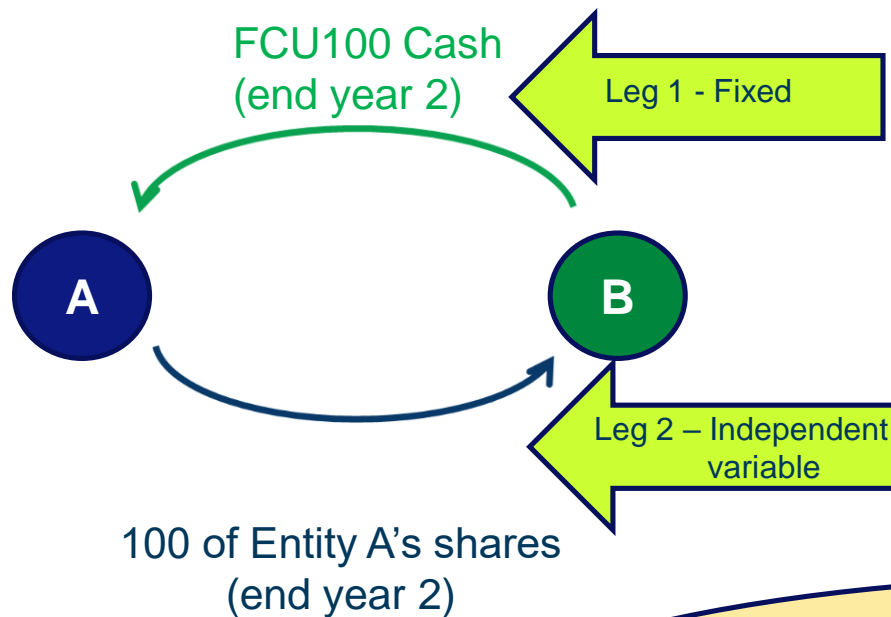 FCU100 Cash
(end year 2)
Leg 1 - Fixed
A
B
Leg 2 – Independent
variable
100 of Entity A's shares
(end year 2)